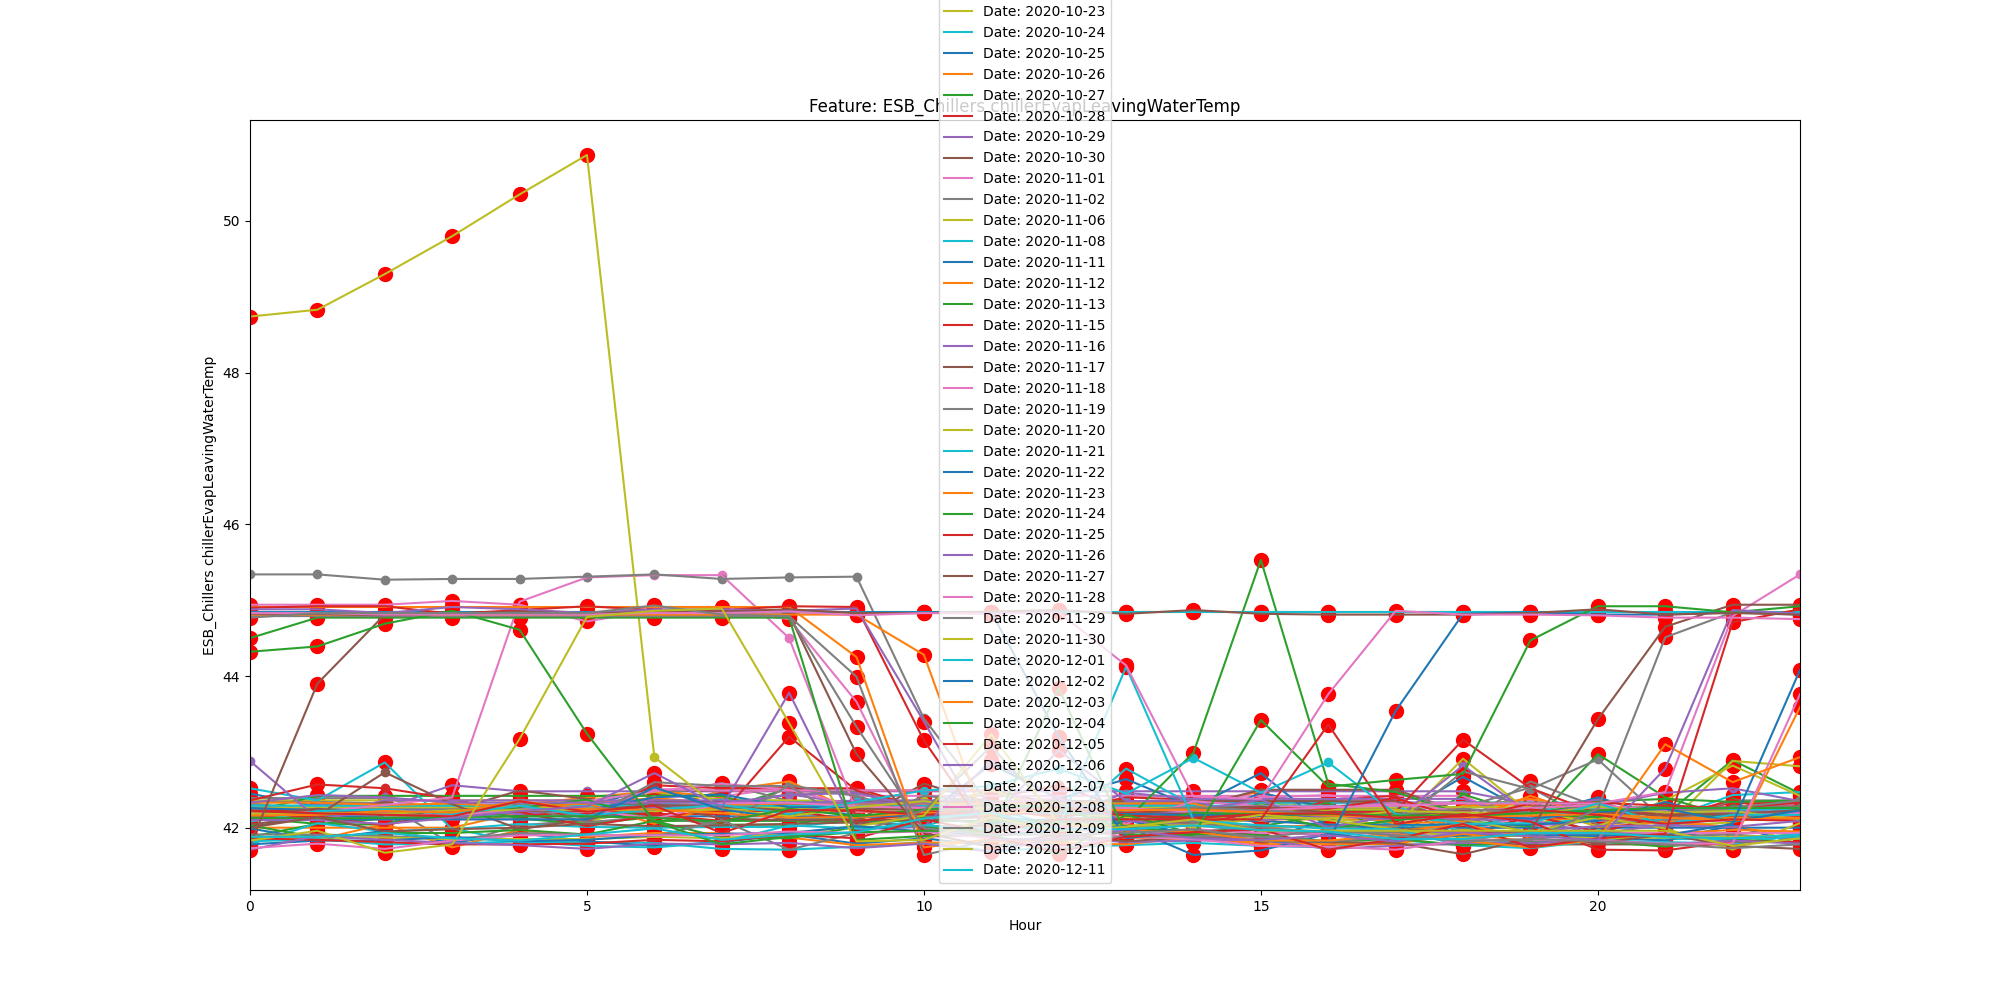 Date: 2020-10-23
Date: 2020-10-24
Date: 2020-10-25
Date: 2020-10-26
Date: 2020-10-27
Feature: ESB_Chillers chillerEvapLeavingWaterTemp
Date: 2020-10-28
Date: 2020-10-29
Date: 2020-10-30
Date: 2020-11-01
Date: 2020-11-02
Date: 2020-11-06
Date: 2020-11-08
Date: 2020-11-11
Date: 2020-11-12
Date: 2020-11-13
Date: 2020-11-15
Date: 2020-11-16
Date: 2020-11-17
Date: 2020-11-18
Date: 2020-11-19
Date: 2020-11-20
Date: 2020-11-21
Date: 2020-11-22
Date: 2020-11-23
Date: 2020-11-24
Date: 2020-11-25
Date: 2020-11-26
Date: 2020-11-27
Date: 2020-11-28
Date: 2020-11-29
Date: 2020-11-30
Date: 2020-12-01
Date: 2020-12-02
Date: 2020-12-03
Date: 2020-12-04
Date: 2020-12-05
Date: 2020-12-06
Date: 2020-12-07
Date: 2020-12-08
Date: 2020-12-09
Date: 2020-12-10
Date: 2020-12-11
ESB_Chillers chillerEvapLeavingWaterTemp
50
48
46
44
42
0 5 10 15 20
Hour